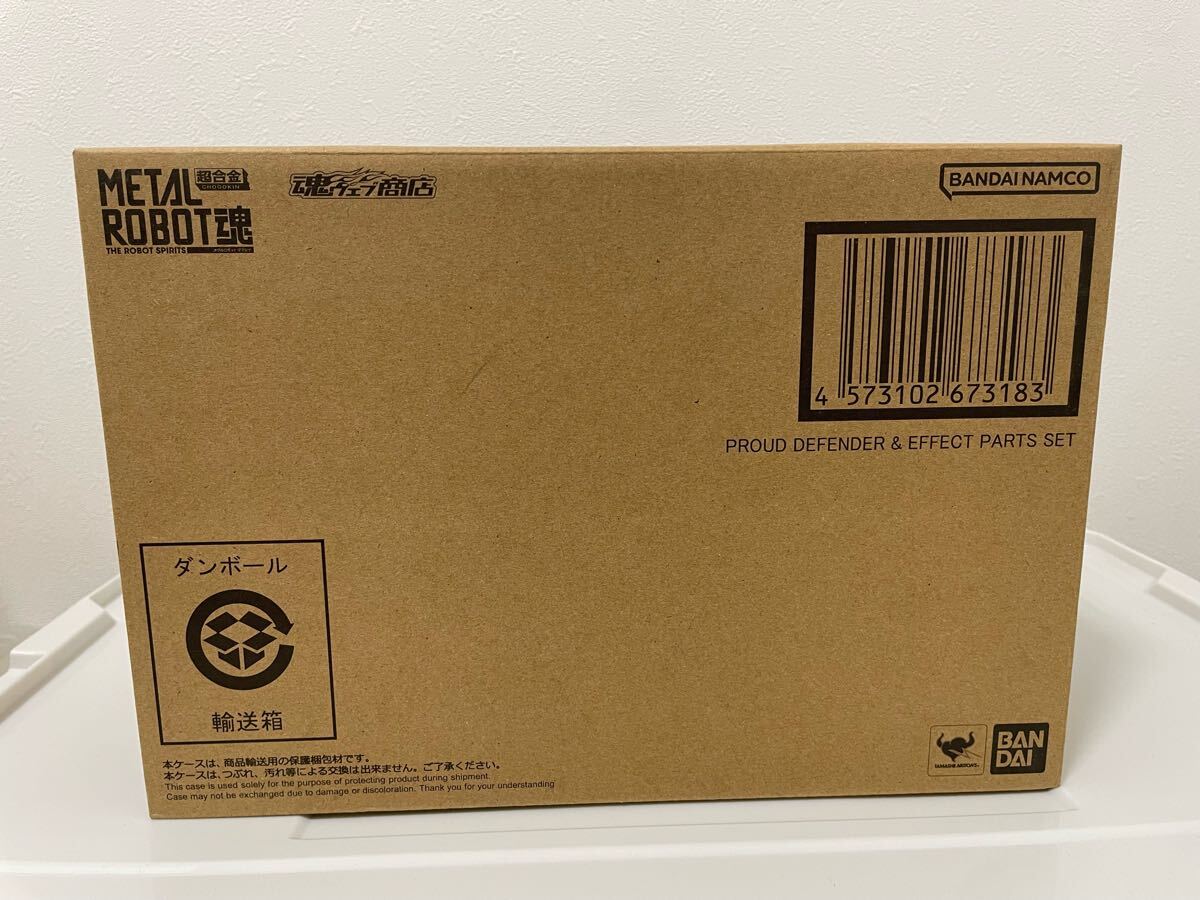 METAL 超合金
CHOGOKIN
ROBOT魂
THE ROBOT SPIRITS
魂ウェブ商店
BANDAI NAMCO
4 573102 673183
PROUD DEFENDER & EFFECT PARTS SET
ダンボール
輸送箱
本ケースは、商品輸送用の保護梱包材です。
本ケースは、つぶれ、汚れ等による交換は出来ません。ご了承ください。
This case is used solely for the purpose of protecting product during shipment.
Case may not be exchanged due to damage or discoloration. Thank you for your understanding
TAMASHII NATIONS
BAN
DAI